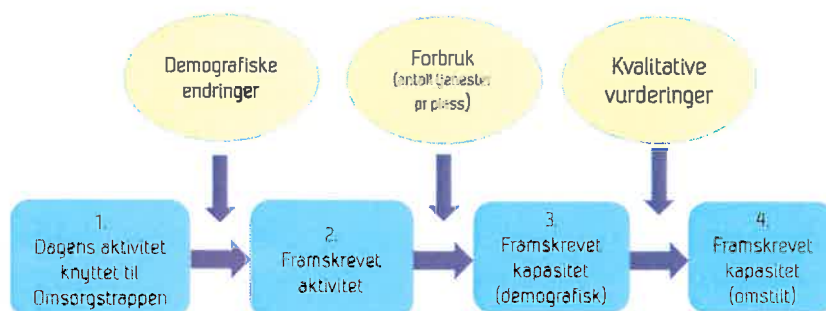 Demografiske
endringer
Forbruk
(antall tjenester
pr plass)
Kvalitative
vurderinger
1.
Dagens aktivitet
knyttet til
Omsorgstrappen
2.
Framskrevet
aktivitet
3.
Framskrevet
kapasitet
(demografisk)
4.
Framskrevet
kapasitet
(omstilt)